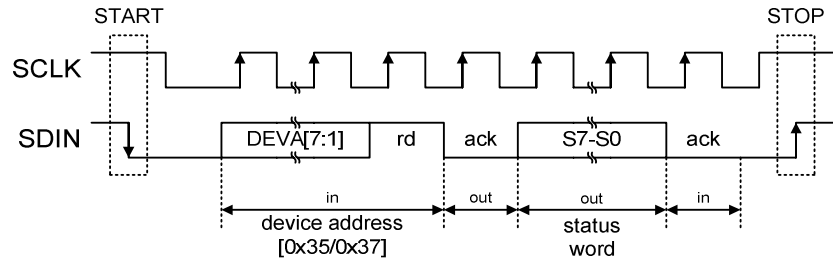 START STOP
SCLK
SDIN DEVA[7:1] rd ack S7-S0 ack
in out out in
device address status
[0x35/0x37] word